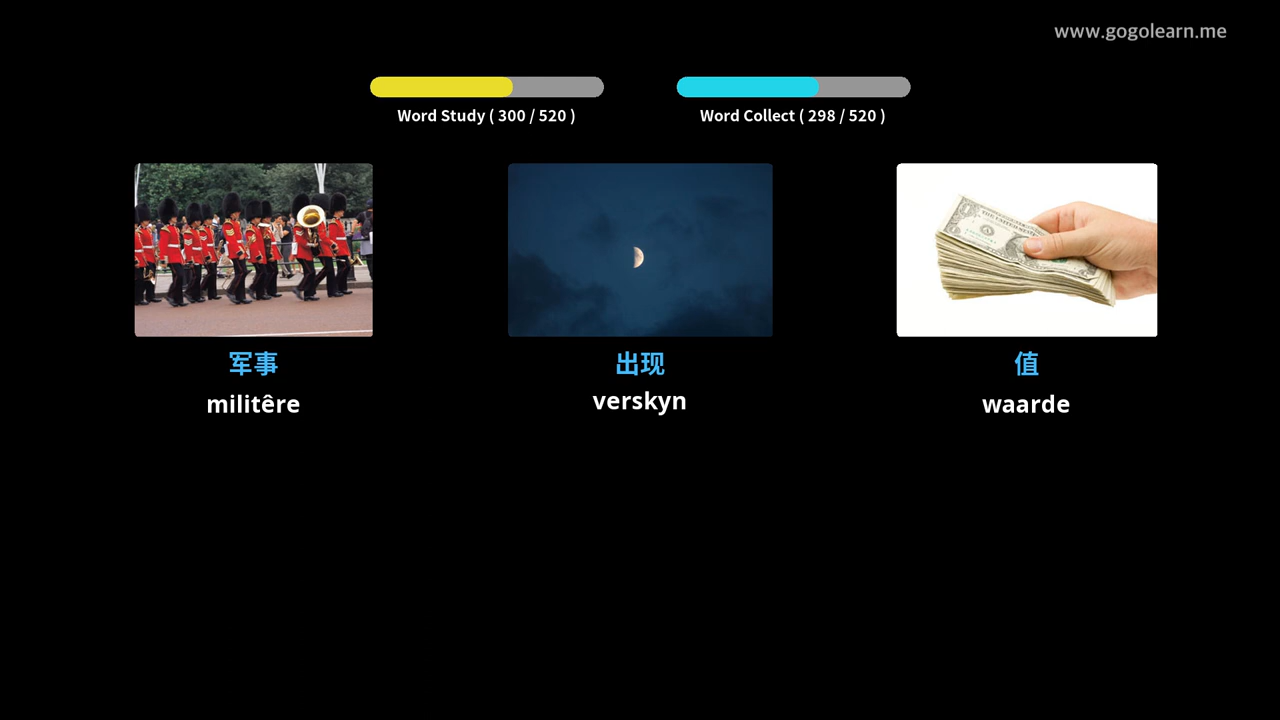 www.gogolearn.me
Word Study ( 300 / 520 )
Word Collect ( 298 / 520 )
军事
出现
值
militêre
verskyn
waarde